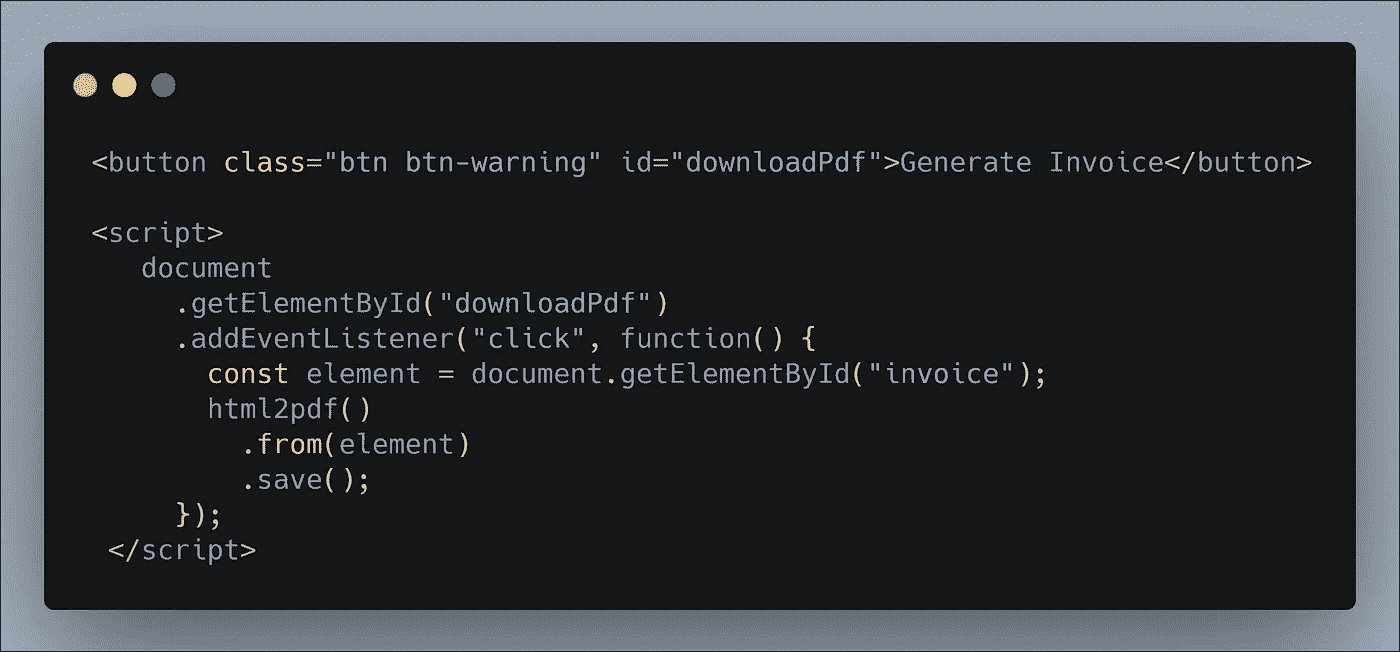 <button class="btn btn-warning" id="downloadPdf">Generate Invoice</button>
<script>
document
.getElementById("downloadPdf")
.addEventListener("click", function() {
const element = document.getElementById("invoice");
html2pdf()
.from(element)
.save();
});
</script>